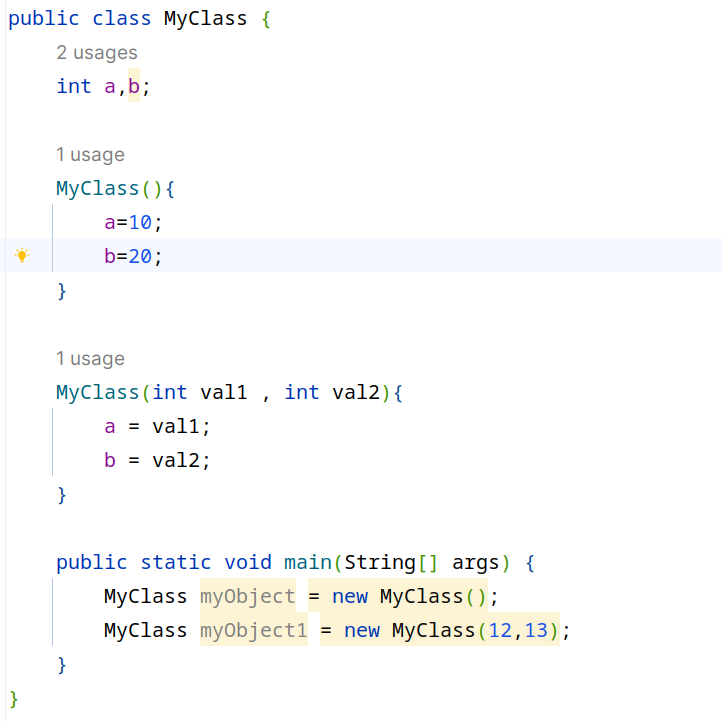 public class MyClass {
2 usages
int a,b;
1 usage
MyClass(){
a=10;
b=20;
}
1 usage
MyClass(int val1 , int val2){
a = val1;
b = val2;
}
public static void main(String[] args) {
MyClass myObject = new MyClass();
MyClass myObject1 = new MyClass(12,13);
}
}